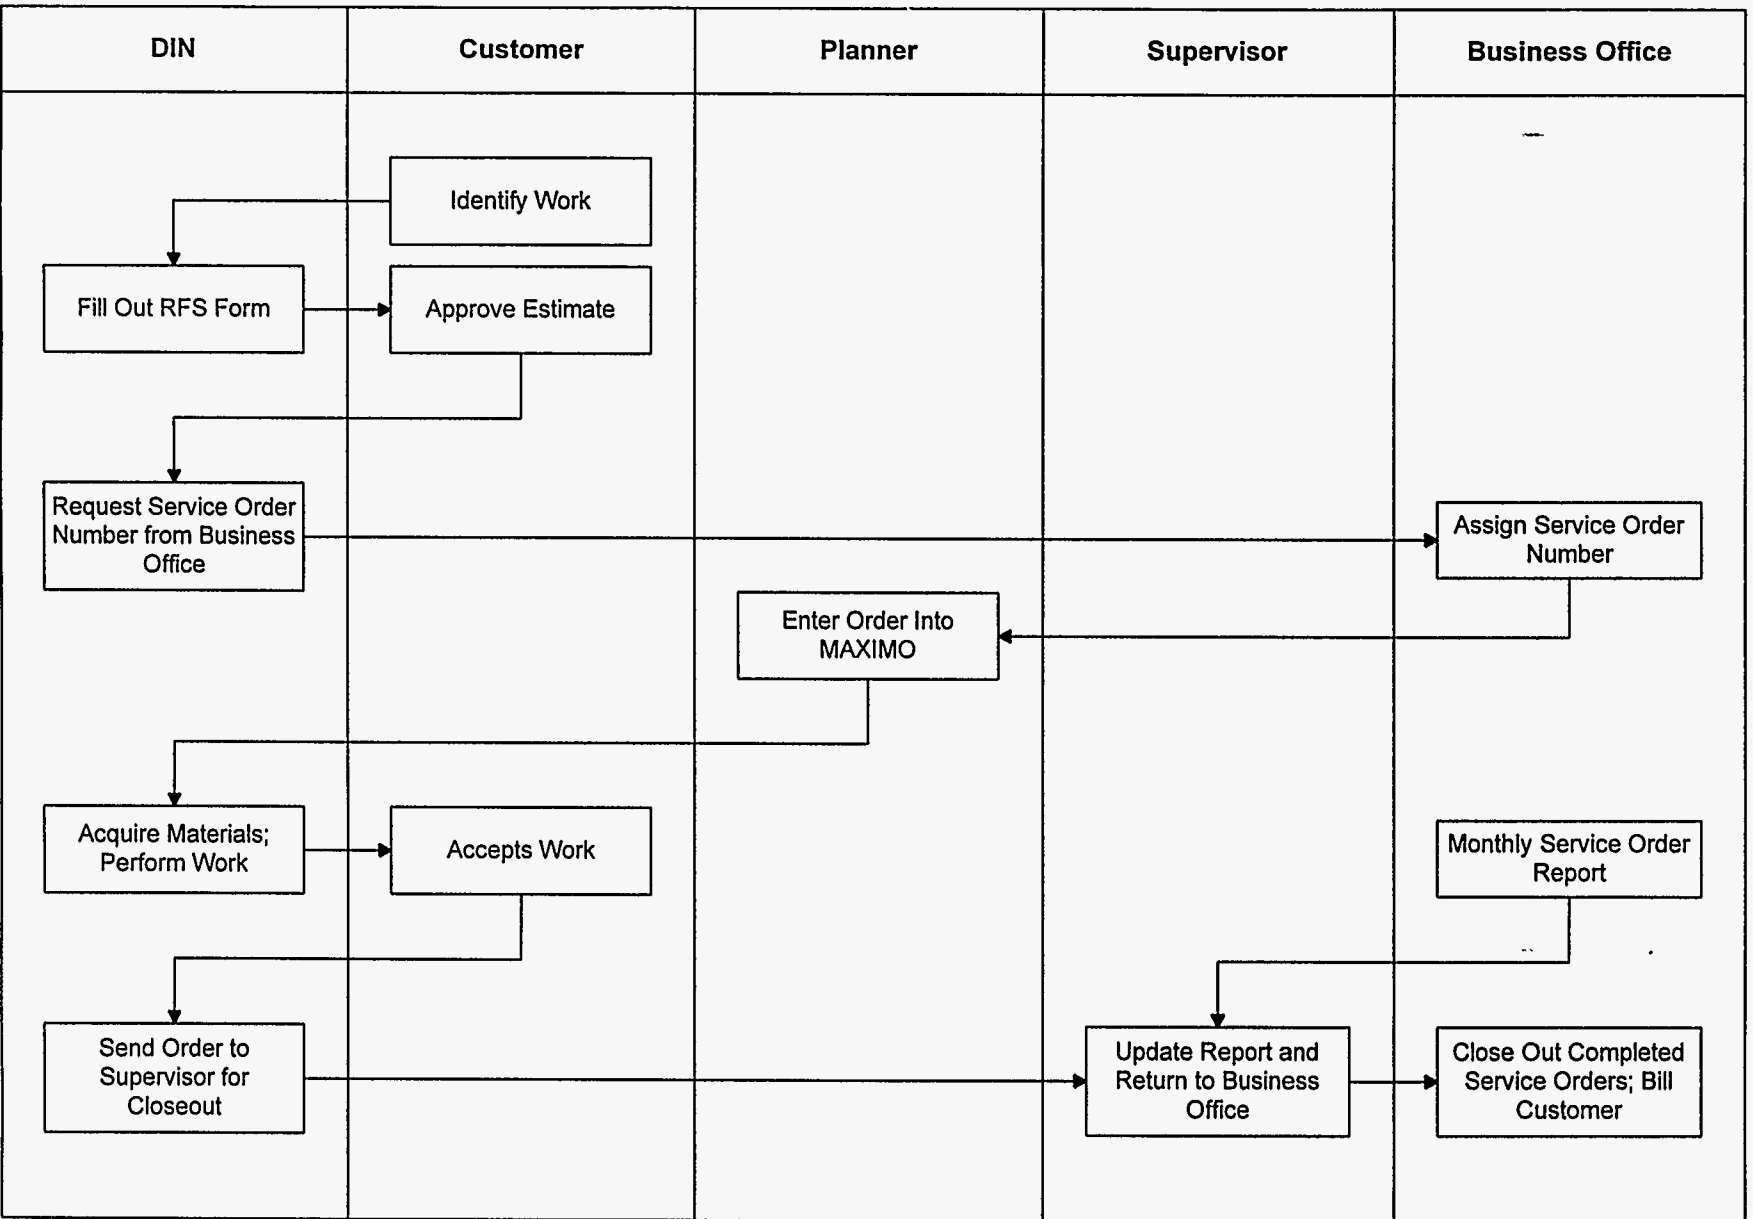 DIN
Customer
Planner
Supervisor
Business Office
Identify Work
Fill Out RFS Form
Approve Estimate
Request Service Order
Number from Business
Office
Assign Service Order
Number
Enter Order Into
MAXIMO
Acquire Materials;
Perform Work
Accepts Work
Monthly Service Order
Report
Send Order to
Supervisor for
Closeout
Update Report and
Return to Business
Office
Close Out Completed
Service Orders; Bill
Customer